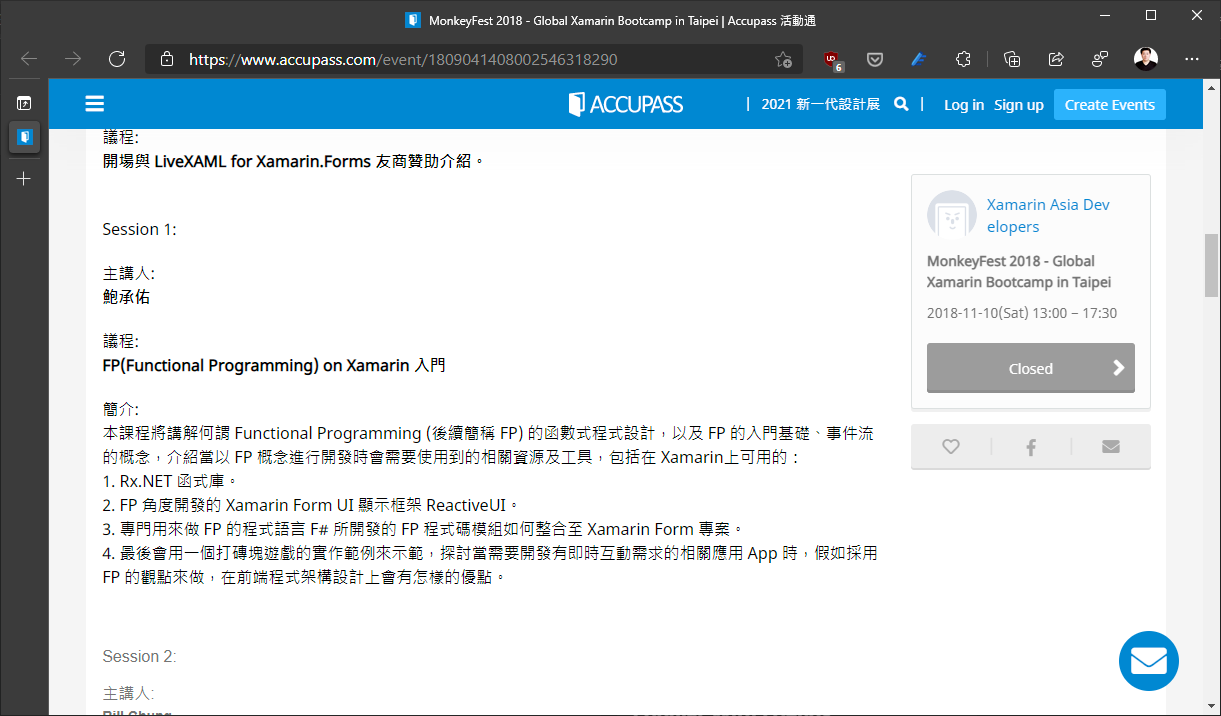 MonkeyFest 2018 - Global Xamarin Bootcamp in Taipei | Accupass 活動通
https://www.accupass.com/event/1809041408002546318290
6
ACCUPASS
| 2021 新一代設計展 |
Log in Sign up Create Events
議程:
開場與 LiveXAML for Xamarin.Forms 友商贊助介紹。
Session 1:
主講人:
鮑承佑
議程:
FP(Functional Programming) on Xamarin 入門
簡介:
本課程將講解何謂 Functional Programming (後續簡稱 FP) 的函數式程式設計，以及 FP 的入門基礎、事件流
的概念，介紹當以 FP 概念進行開發時會需要使用到的相關資源及工具，包括在 Xamarin上可用的：
1. Rx.NET 函式庫。
2. FP 角度開發的 Xamarin Form UI 顯示框架 ReactiveUI。
3. 專門用來做 FP 的程式語言 F# 所開發的 FP 程式碼模組如何整合至 Xamarin Form 專案。
4. 最後會用一個打磚塊遊戲的實作範例來示範，探討當需要開發有即時互動需求的相關應用 App 時，假如採用
FP 的觀點來做，在前端程式架構設計上會有怎樣的優點。
Session 2:
主講人:
Bill Chung
Xamarin Asia Dev
elopers
MonkeyFest 2018 - Global
Xamarin Bootcamp in Taipei
2018-11-10(Sat) 13:00 – 17:30
Closed